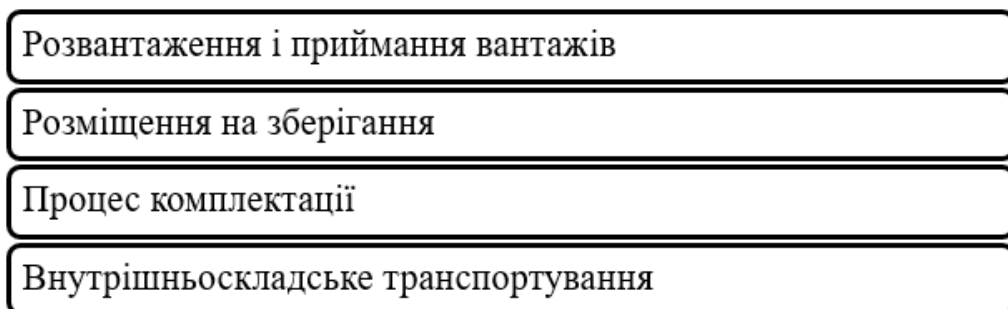 Розвантаження і приймання вантажів
Розміщення на зберігання
Процес комплектації
Внутрішньоскладське транспортування